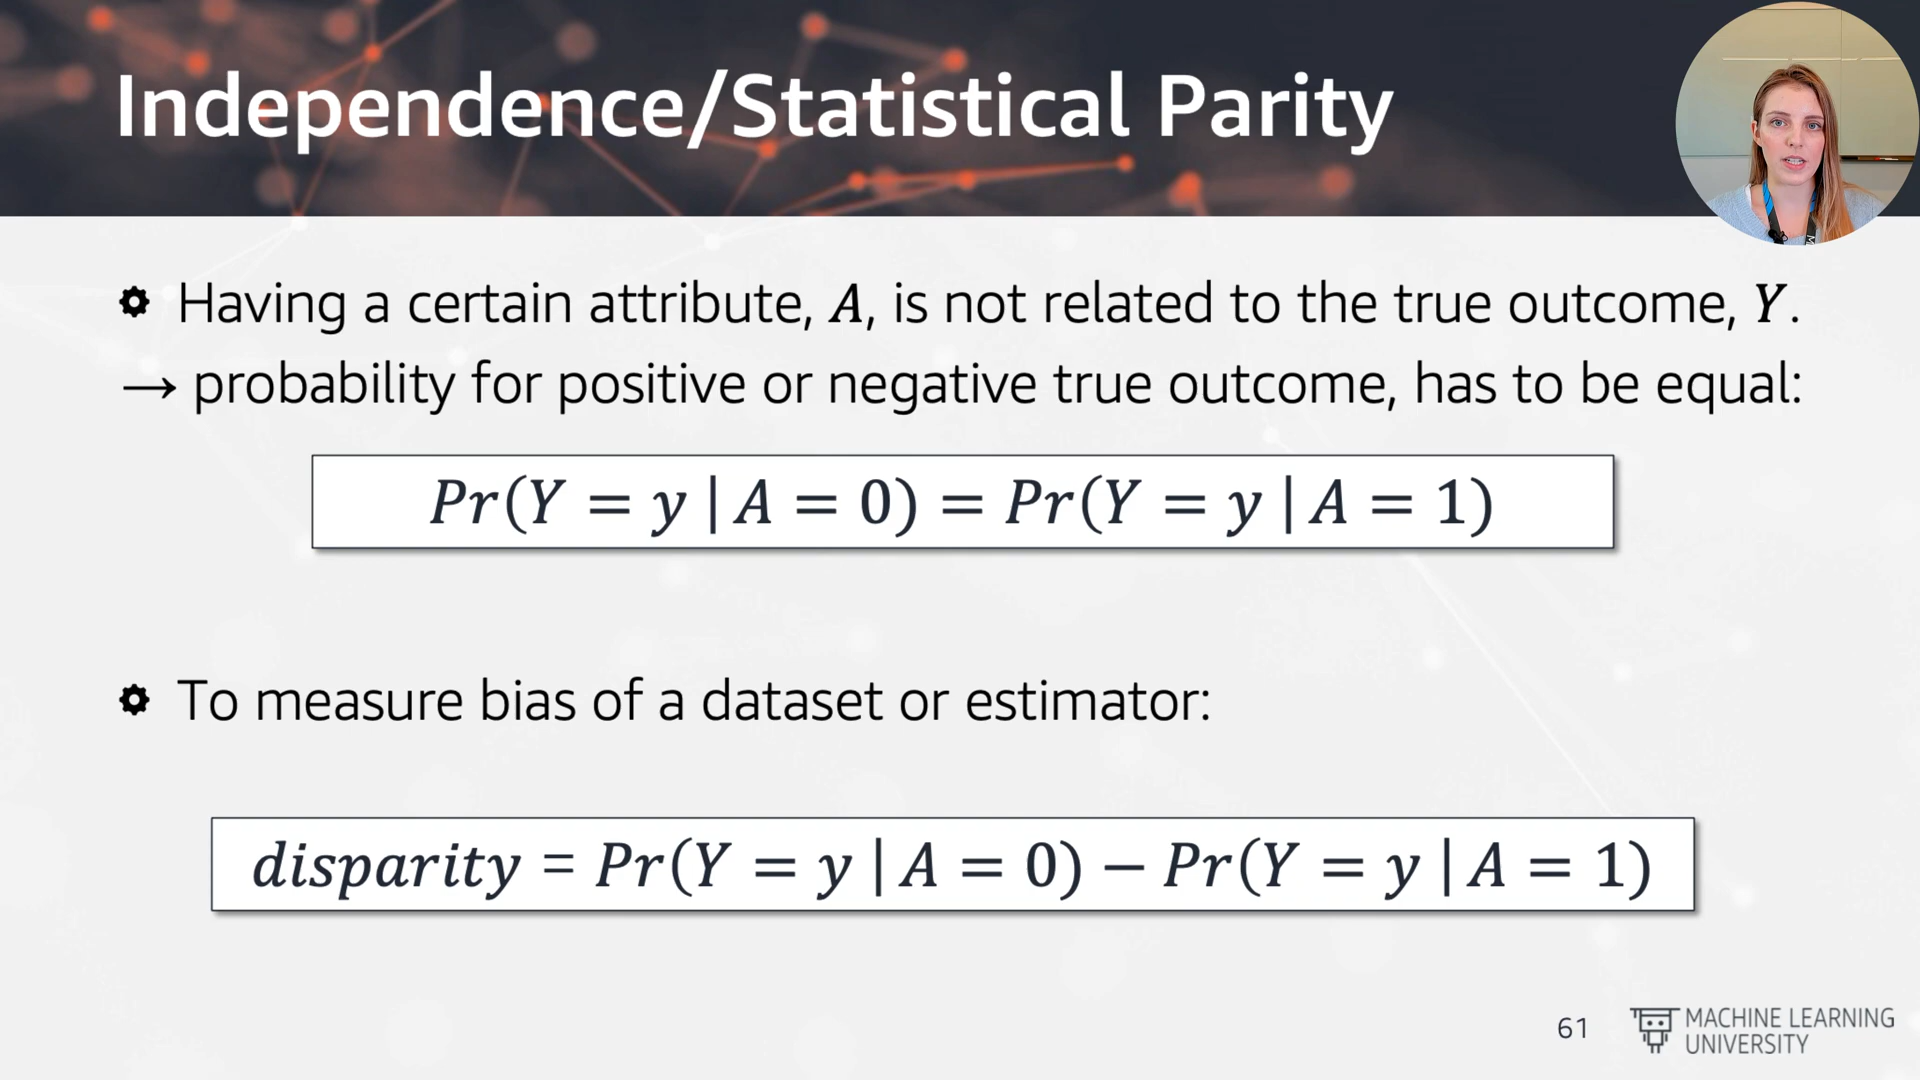 Independence/Statistical Parity
Having a certain attribute, A, is not related to the true outcome, Y.
→ probability for positive or negative true outcome, has to be equal:
Pr(Y = y | A = 0) = Pr(Y = y | A = 1)
To measure bias of a dataset or estimator:
disparity = Pr(Y = y | A = 0) − Pr(Y = y | A = 1)
61
MACHINE LEARNING
UNIVERSITY